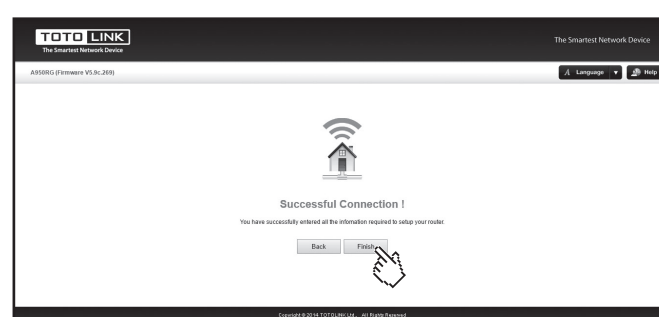 TOTO LINK
The Smartest Network Device
The Smartest Network Device
A950RG (Firmware V5.9c.269)
A Language
Help
Successful Connection !
You have successfully entered all the infomation required to setup your router.
Back Finish
Copyright © 2014 TOTOLINK Ltd., All Rights Reserved